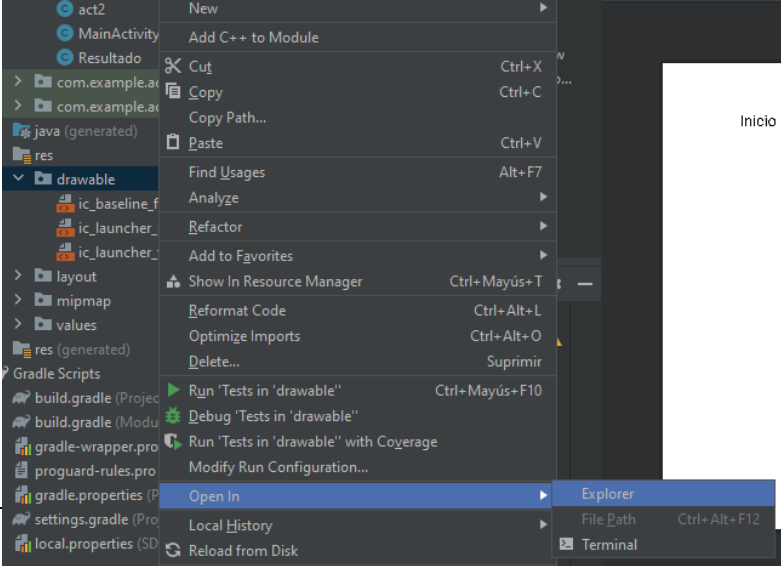 act2
MainActivity
Resultado
com.example.ac
com.example.ac
java (generated)
res
drawable
ic_baseline_f
ic_launcher_
ic_launcher_
layout
mipmap
values
res (generated)
Gradle Scripts
build.gradle (Projec
build.gradle (Modu
gradle-wrapper.pro
proguard-rules.pro
gradle.properties (P
settings.gradle (Pro
local.properties (SD
New
Add C++ to Module
Cut Ctrl+X
Copy Ctrl+C
Copy Path...
Paste Ctrl+V
Find Usages Alt+F7
Analyze
Refactor
Add to Favorites
Show In Resource Manager Ctrl+Mayús+T
Reformat Code Ctrl+Alt+L
Optimize Imports Ctrl+Alt+O
Delete... Suprimir
Run 'Tests in 'drawable'' Ctrl+Mayús+F10
Debug 'Tests in 'drawable''
Run 'Tests in 'drawable'' with Coverage
Modify Run Configuration...
Open In
Local History
Reload from Disk
Explorer
File Path Ctrl+Alt+F12
Terminal
Inicio